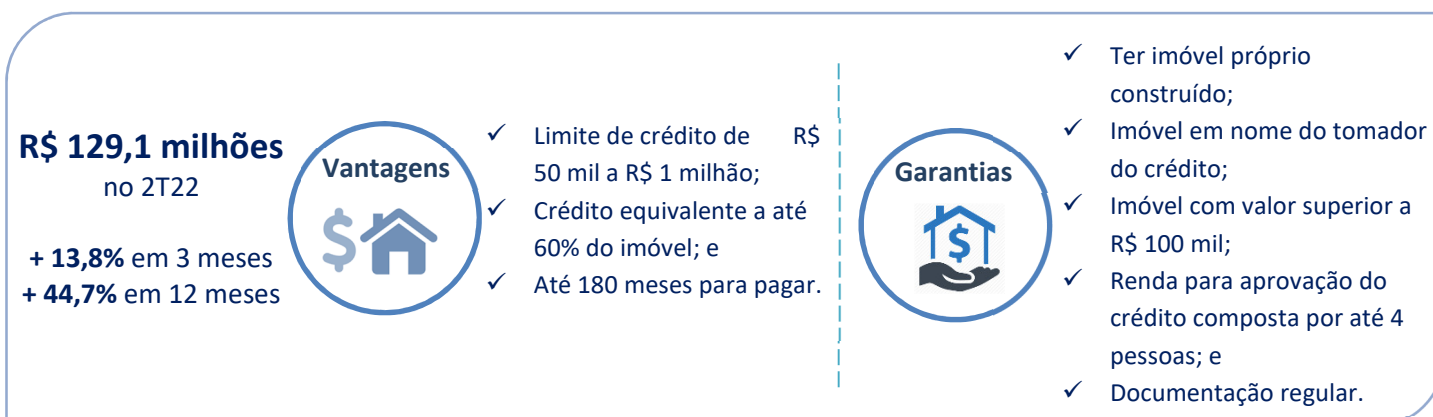 R$ 129,1 milhões
no 2T22
+ 13,8% em 3 meses
+ 44,7% em 12 meses
Vantagens
$
✓ Limite de crédito de R$
50 mil a R$ 1 milhão;
✓ Crédito equivalente a até
60% do imóvel; e
✓ Até 180 meses para pagar.
Garantias
$
✓ Ter imóvel próprio
construído;
✓ Imóvel em nome do tomador
do crédito;
✓ Imóvel com valor superior a
R$ 100 mil;
✓ Renda para aprovação do
crédito composta por até 4
pessoas; e
✓ Documentação regular.